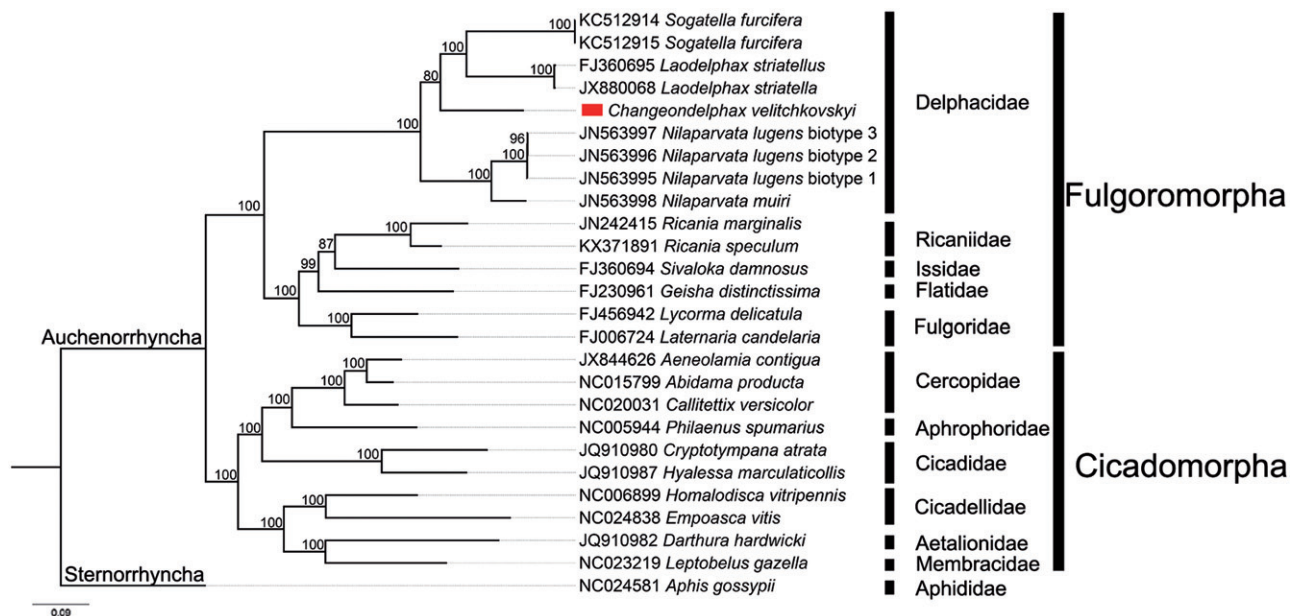 KC512914 Sogatella furcifera
KC512915 Sogatella furcifera
FJ360695 Laodelphax striatellus
JX880068 Laodelphax striatella
Changeondelphax velitchkovskyi
JN563997 Nilaparvata lugens biotype 3
JN563996 Nilaparvata lugens biotype 2
JN563995 Nilaparvata lugens biotype 1
JN563998 Nilaparvata muiri
JN242415 Ricania marginalis
KX371891 Ricania speculum
FJ360694 Sivaloka damnosus
FJ230961 Geisha distinctissima
FJ456942 Lycorma delicatula
FJ006724 Laternaria candelaria
JX844626 Aeneolamia contigua
NC015799 Abidama producta
NC020031 Callitettix versicolor
NC005944 Philaenus spumarius
JQ910980 Cryptotympana atrata
JQ910987 Hyalessa marculaticollis
NC006899 Homalodisca vitripennis
NC024838 Empoasca vitis
JQ910982 Darthura hardwicki
NC023219 Leptobelus gazella
NC024581 Aphis gossypii
Delphacidae
Ricaniidae
Issidae
Flatidae
Fulgoridae
Cercopidae
Aphrophoridae
Cicadidae
Cicadellidae
Aetalionidae
Membracidae
Aphididae
Fulgoromorpha
Cicadomorpha
Auchenorrhyncha
Sternorrhyncha
100
100
100
80
100
96
100
100
100
100
87
99
100
100
100
100
100
100
100
100
100
100
100
0.09